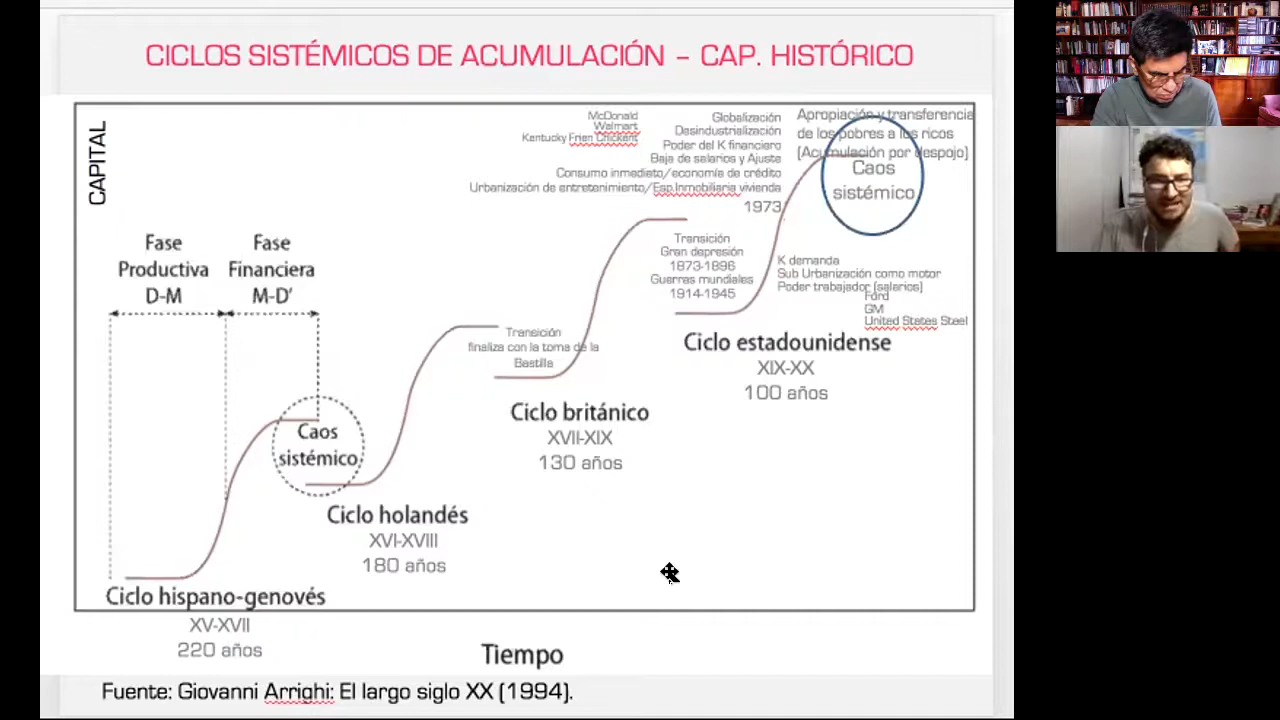 CICLOS SISTÉMICOS DE ACUMULACIÓN – CAP. HISTÓRICO
CAPITAL
Fase
Productiva
D-M
Fase
Financiera
M-D'
Caos
sistémico
Ciclo hispano-genovés
XV-XVII
220 años
Ciclo holandés
XVI-XVIII
180 años
Transición
finaliza con la toma de la
Bastilla
Ciclo británico
XVII-XIX
130 años
McDonald
Walmart
Kentucky Frien Chickent
Globalización
Desindustrialización
Poder del K financiero
Baja de salarios y Ajuste
Consumo inmediato/economía de crédito
Urbanización de entretenimiento/Esp.Inmobiliaria vivienda
1973
Transición
Gran depresión
1873-1896
Guerras mundiales
1914-1945
Apropiación y transferencia
de los pobres a los ricos
(Acumulación por despojo)
Caos
sistémico
K demanda
Sub Urbanización como motor
Poder trabajador (salarios)
Ford
GM
United States Steel
Ciclo estadounidense
XIX-XX
100 años
Tiempo
Fuente: Giovanni Arrighi: El largo siglo XX (1994).